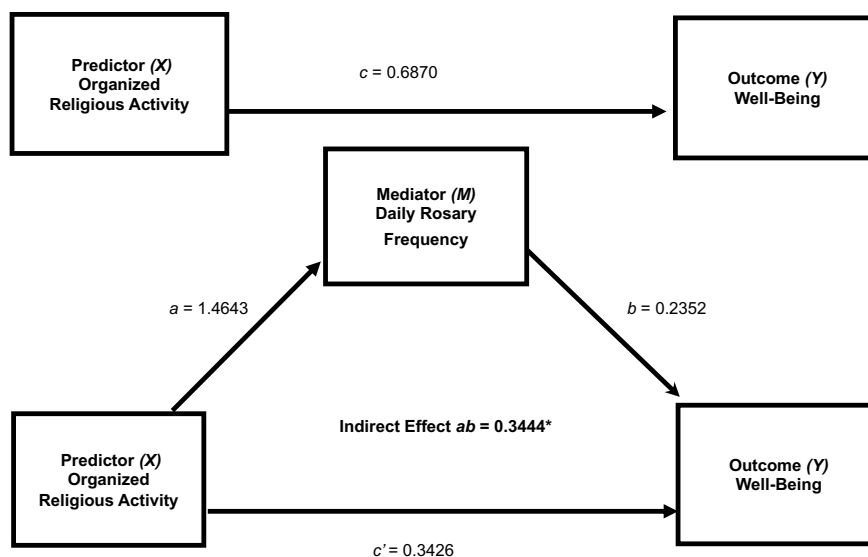 Predictor (X)
Organized
Religious Activity
c = 0.6870
Outcome (Y)
Well-Being
Mediator (M)
Daily Rosary
Frequency
a = 1.4643
b = 0.2352
Indirect Effect ab = 0.3444*
Predictor (X)
Organized
Religious Activity
Outcome (Y)
Well-Being
c' = 0.3426